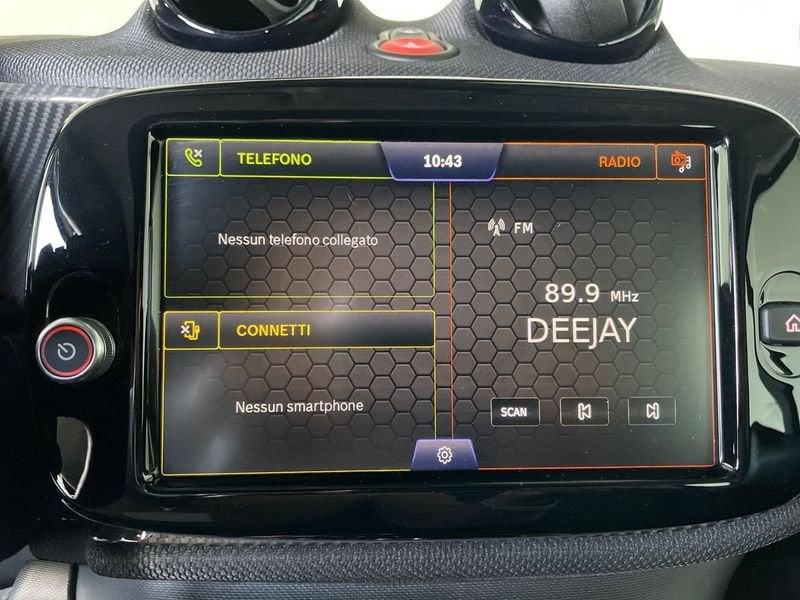 TELEFONO
10:43
RADIO
Nessun telefono collegato
FM
89.9 MHz
DEEJAY
CONNETTI
Nessun smartphone
SCAN